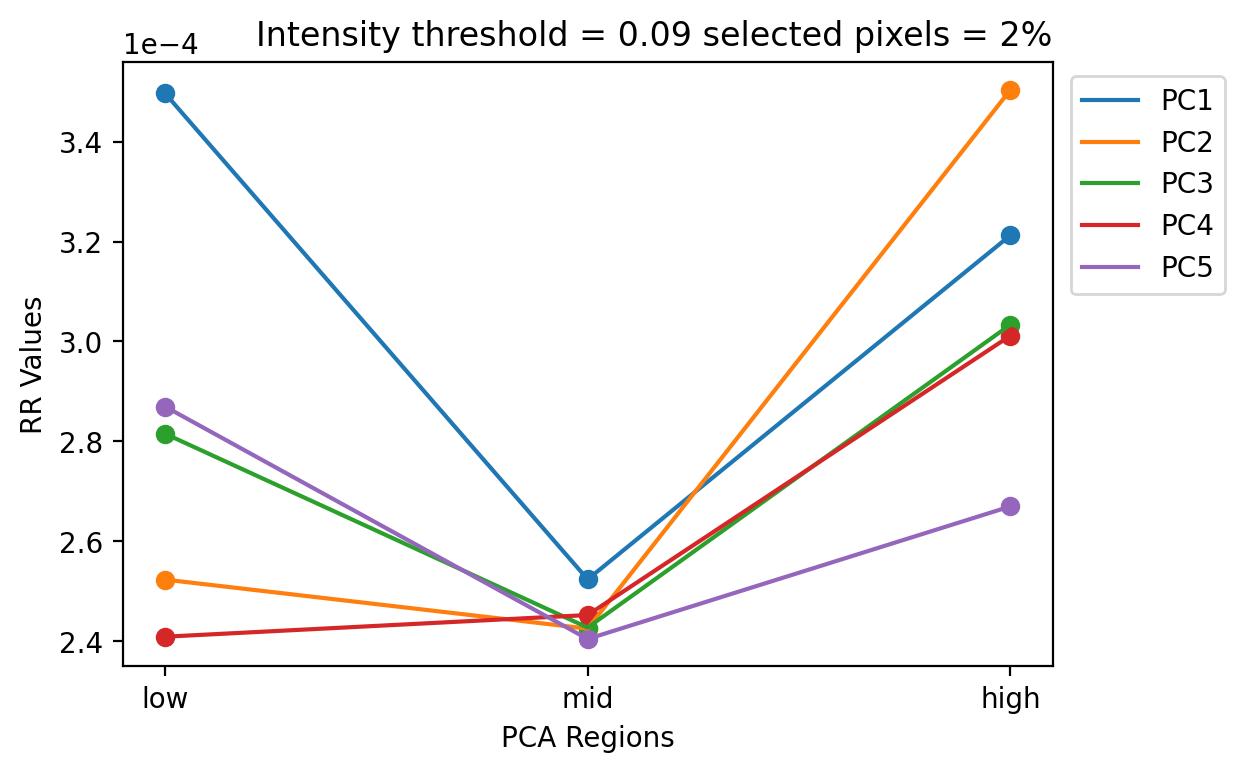 Intensity threshold = 0.09 selected pixels = 2%
1e−4
3.4
3.2
3.0
2.8
2.6
2.4
RR Values
low
mid
high
PCA Regions
PC1
PC2
PC3
PC4
PC5